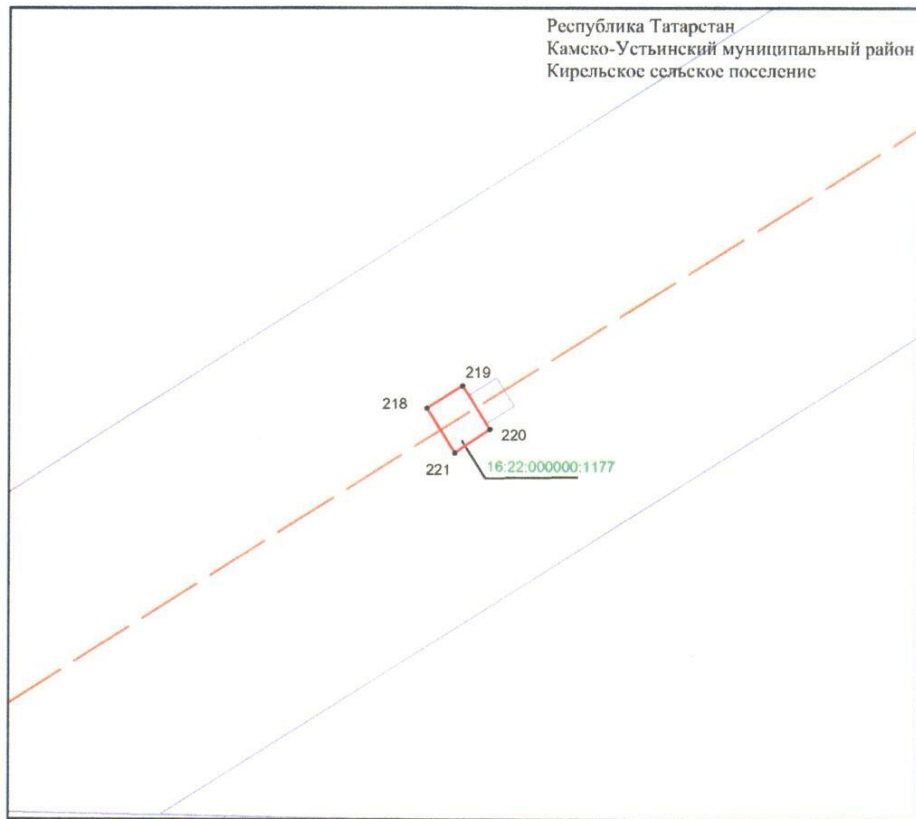 Республика Татарстан
Камско-Устьинский муниципальный район
Кирельское сельское поселение
219
218
220
221
16:22:000000:1177